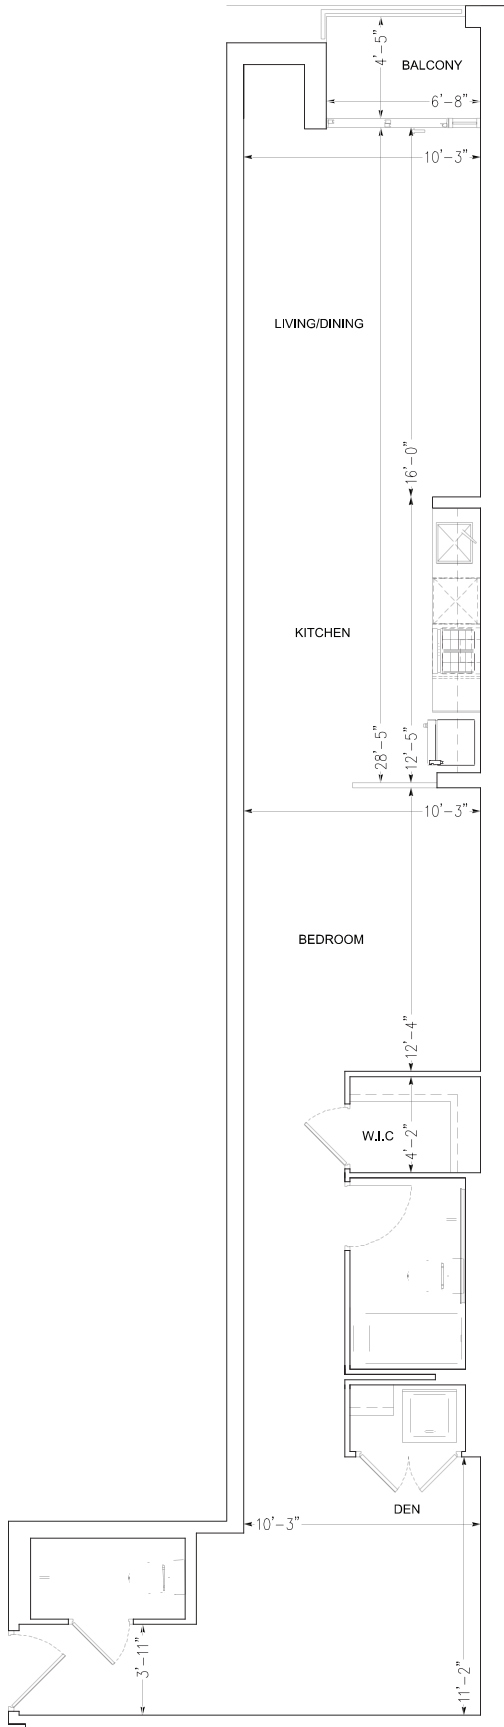 4'-5"
BALCONY
6'-8"
10'-3"
LIVING/DINING
16'-0"
KITCHEN
28'-5"
12'-5"
10'-3"
BEDROOM
12'-4"
W.I.C
4'-2"
DEN
10'-3"
3'-11"
11'-2"